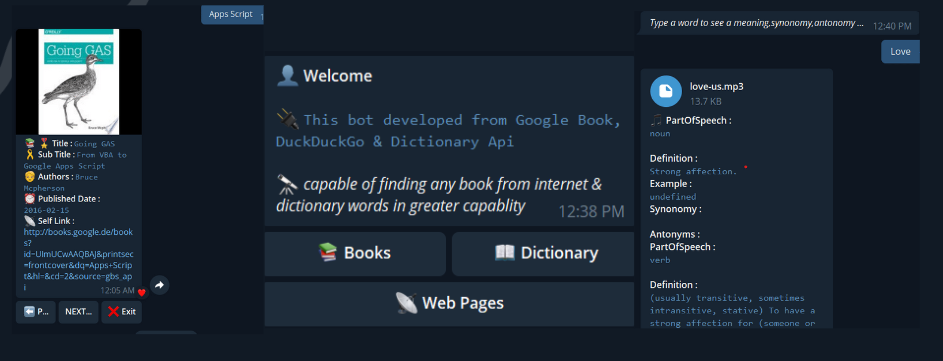 Apps Script
Going GAS
Title : Going GAS
Sub Title : From VBA to
Google Apps Script
Authors : Bruce
Mcpherson
Published Date :
2016-02-15
Self Link :
http://books.google.de/book
s?
id=UImUCwAAQBAJ&printsec
=frontcover&dq=Apps+Scrip
t&hl=&cd=2&source=gbs_ap
i
12:05 AM
P...
NEXT...
Exit
Welcome
This bot developed from Google Book,
DuckDuckGo & Dictionary Api
capable of finding any book from internet &
dictionary words in greater capablity
12:38 PM
Books
Dictionary
Web Pages
Type a word to see a meaning,synonomy,antonomy ...
12:40 PM
Love
love-us.mp3
13.7 KB
PartOfSpeech :
noun
Definition :
Strong affection.
Example :
undefined
Synonomy :
Antonyms :
PartOfSpeech :
verb
Definition :
(usually transitive, sometimes
intransitive, stative) To have a
strong affection for (someone or